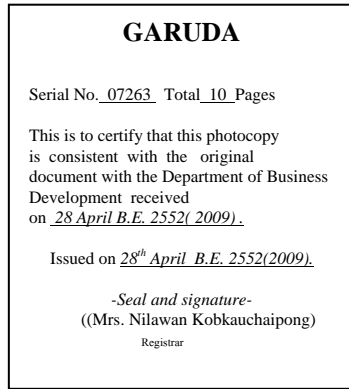 GARUDA
Serial No. 07263 Total 10 Pages
This is to certify that this photocopy
is consistent with the original
document with the Department of Business
Development received
on 28 April B.E. 2552( 2009) .
Issued on 28th April B.E. 2552(2009).
-Seal and signature-
((Mrs. Nilawan Kobkauchaipong)
Registrar